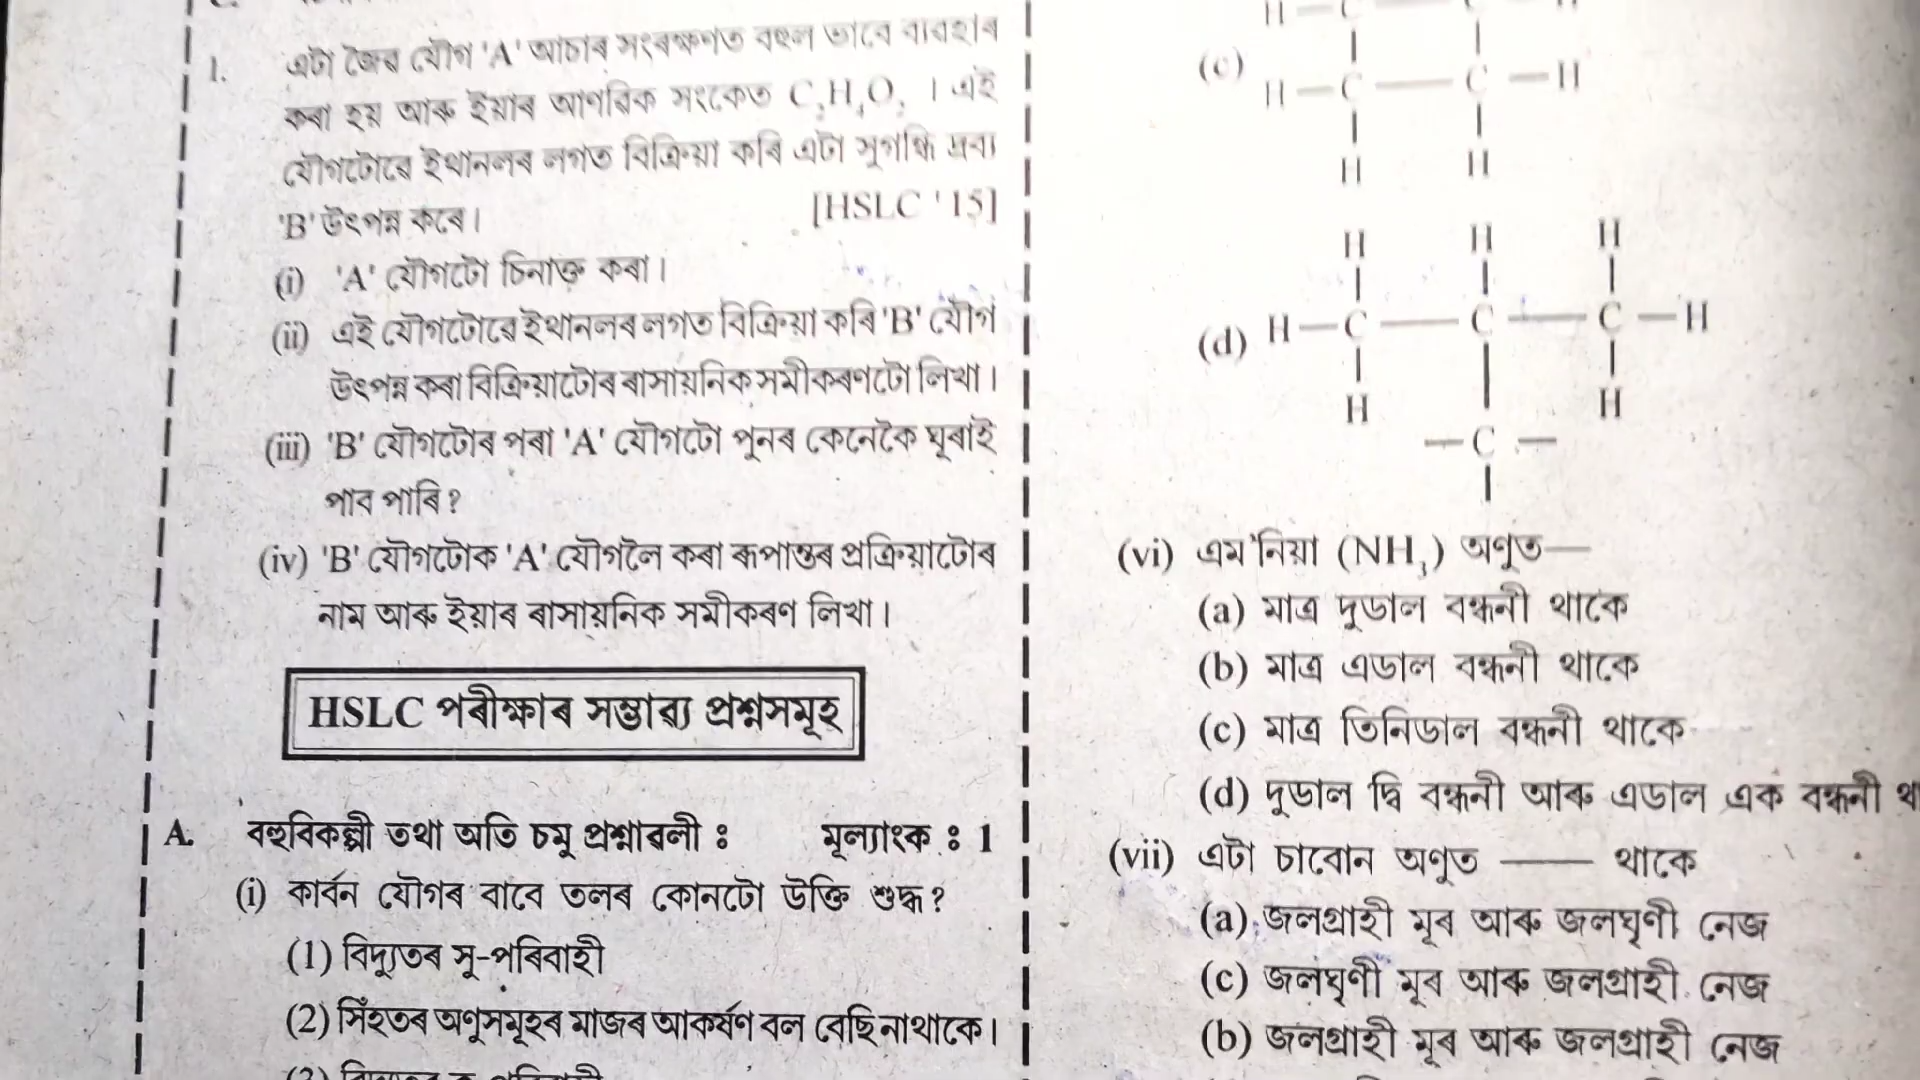 1. এটা জৈৱ যৌগ 'A' আচাৰ সংৰক্ষণত বহুল ভাবে ব্যৱহাৰ
কৰা হয় আৰু ইয়াৰ আণৱিক সংকেত C₂H₄O₂ । এই
যৌগটোৱে ইথানলৰ লগত বিক্ৰিয়া কৰি এটা সুগন্ধি দ্ৰব্য
'B' উৎপন্ন কৰে। [HSLC '15]
(i) 'A' যৌগটো চিনাক্ত কৰা।
(ii) এই যৌগটোৱে ইথানলৰ লগত বিক্ৰিয়া কৰি 'B' যৌগ
উৎপন্ন কৰা বিক্ৰিয়াটোৰ ৰাসায়নিক সমীকৰণটো লিখা।
(iii) 'B' যৌগটোৰ পৰা 'A' যৌগটো পুনৰ কেনেকৈ ঘূৰাই
পাব পাৰি?
(iv) 'B' যৌগটোক 'A' যৌগলৈ কৰা ৰূপান্তৰ প্ৰক্ৰিয়াটোৰ
নাম আৰু ইয়াৰ ৰাসায়নিক সমীকৰণ লিখা।
HSLC পৰীক্ষাৰ সম্ভাৱ্য প্ৰশ্নসমূহ
A. বহুবিকল্পী তথা অতি চমু প্ৰশ্নাৱলী : মূল্যাংক : 1
(i) কাৰ্বন যৌগৰ বাবে তলৰ কোনটো উক্তি শুদ্ধ?
(1) বিদ্যুতৰ সু-পৰিবাহী
(2) সিঁহতৰ অণুসমূহৰ মাজৰ আকৰ্ষণ বল বেছি নাথাকে।
(c) H—C—C—H
H H
H H H
(d) H—C—C—C—H
H H
—C—
(vi) এম'নিয়া (NH₃) অণুত—
(a) মাত্ৰ দুডাল বন্ধনী থাকে
(b) মাত্ৰ এডাল বন্ধনী থাকে
(c) মাত্ৰ তিনিডাল বন্ধনী থাকে
(d) দুডাল দ্বি বন্ধনী আৰু এডাল এক বন্ধনী
(vii) এটা চাবোন অণুত —— থাকে
(a) জলগ্ৰাহী মূৰ আৰু জলঘৃণী নেজ
(c) জলঘৃণী মূৰ আৰু জলগ্ৰাহী নেজ
(b) জলগ্ৰাহী মূৰ আৰু জলগ্ৰাহী নেজ